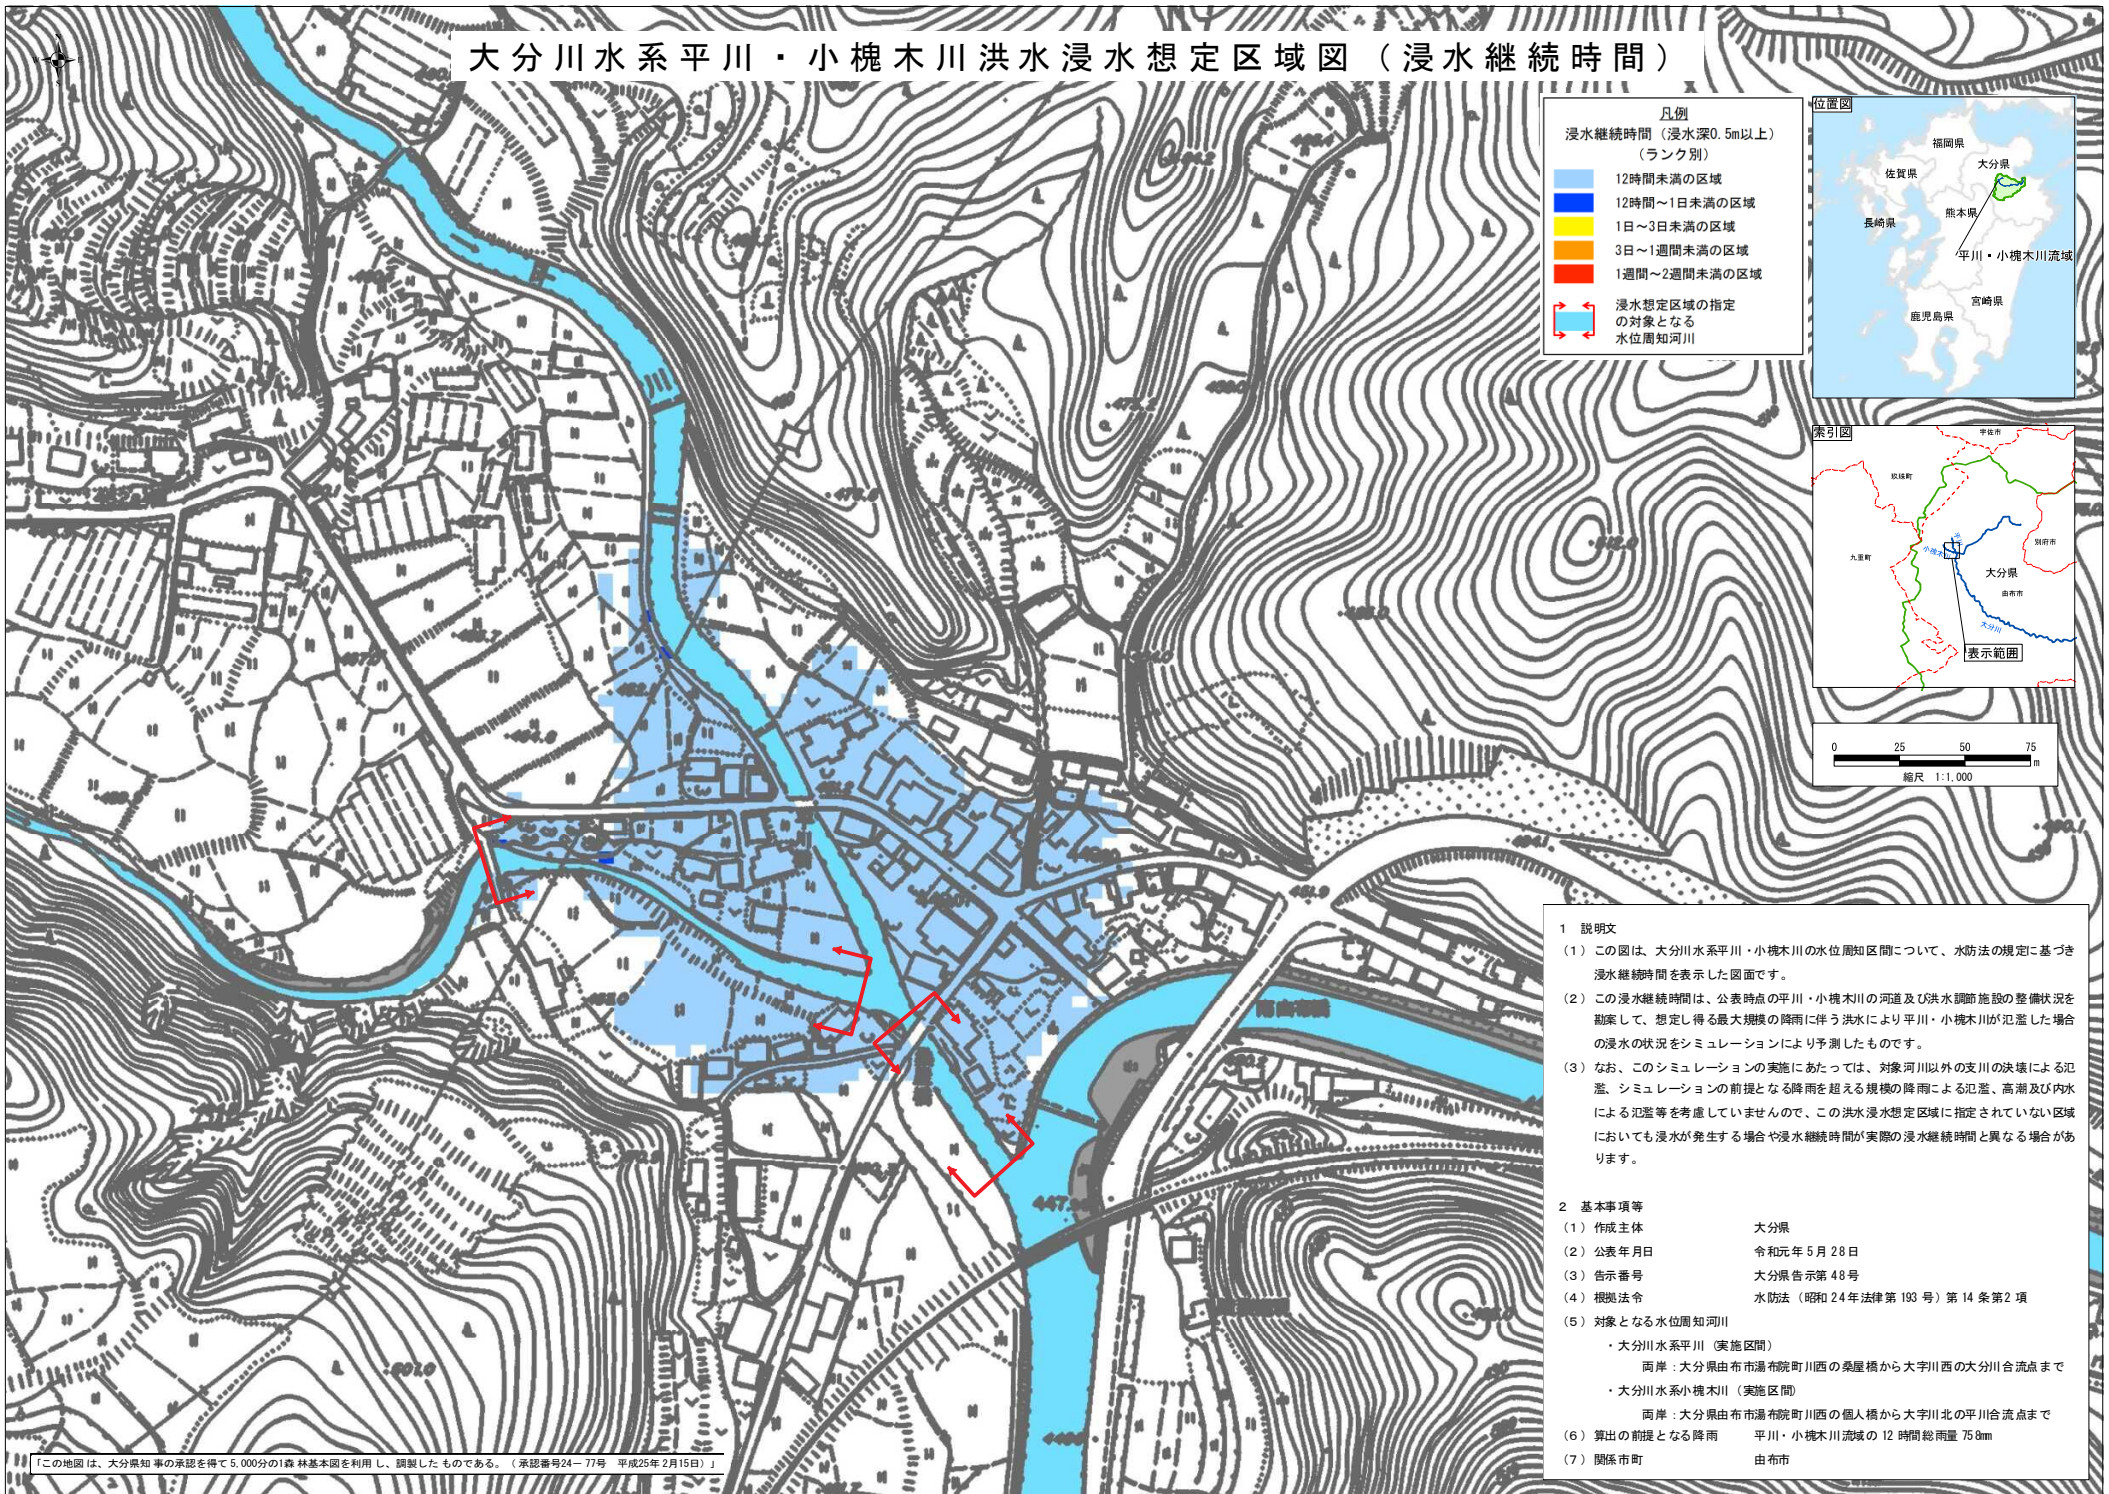 大分川水系平川・小槐木川洪水浸水想定区域図（浸水継続時間）
凡例
浸水継続時間（浸水深0.5m以上）
（ランク別）
12時間未満の区域
12時間～1日未満の区域
1日～3日未満の区域
3日～1週間未満の区域
1週間～2週間未満の区域
浸水想定区域の指定
の対象となる
水位周知河川
位置図
福岡県
大分県
佐賀県
熊本県
長崎県
平川・小槐木川流域
宮崎県
鹿児島県
索引図
宇佐市
玖珠町
別府市
九重町
大分県
由布市
大分川
表示範囲
0 25 50 75
m
縮尺 1:1,000
1 説明文
（1）この図は、大分川水系平川・小槐木川の水位周知区間について、水防法の規定に基づき
浸水継続時間を表示した図面です。
（2）この浸水継続時間は、公表時点の平川・小槐木川の河道及び洪水調節施設の整備状況を
勘案して、想定し得る最大規模の降雨に伴う洪水により平川・小槐木川が氾濫した場合
の浸水の状況をシミュレーションにより予測したものです。
（3）なお、このシミュレーションの実施にあたっては、対象河川以外の支川の決壊による氾
濫、シミュレーションの前提となる降雨を超える規模の降雨による氾濫、高潮及び内水
による氾濫等を考慮していませんので、この洪水浸水想定区域に指定されていない区域
においても浸水が発生する場合や浸水継続時間が実際の浸水継続時間と異なる場合があ
ります。
2 基本事項等
（1）作成主体 大分県
（2）公表年月日 令和元年5月28日
（3）告示番号 大分県告示第48号
（4）根拠法令 水防法（昭和24年法律第193号）第14条第2項
（5）対象となる水位周知河川
・大分川水系平川（実施区間）
両岸：大分県由布市湯布院町川西の桑屋橋から大字川西の大分川合流点まで
・大分川水系小槐木川（実施区間）
両岸：大分県由布市湯布院町川西の個人橋から大字川北の平川合流点まで
（6）算出の前提となる降雨 平川・小槐木川流域の12時間総雨量758mm
（7）関係市町 由布市
「この地図は、大分県知事の承認を得て5,000分の1森林基本図を利用し、調製したものである。（承認番号24－77号 平成25年2月15日）」